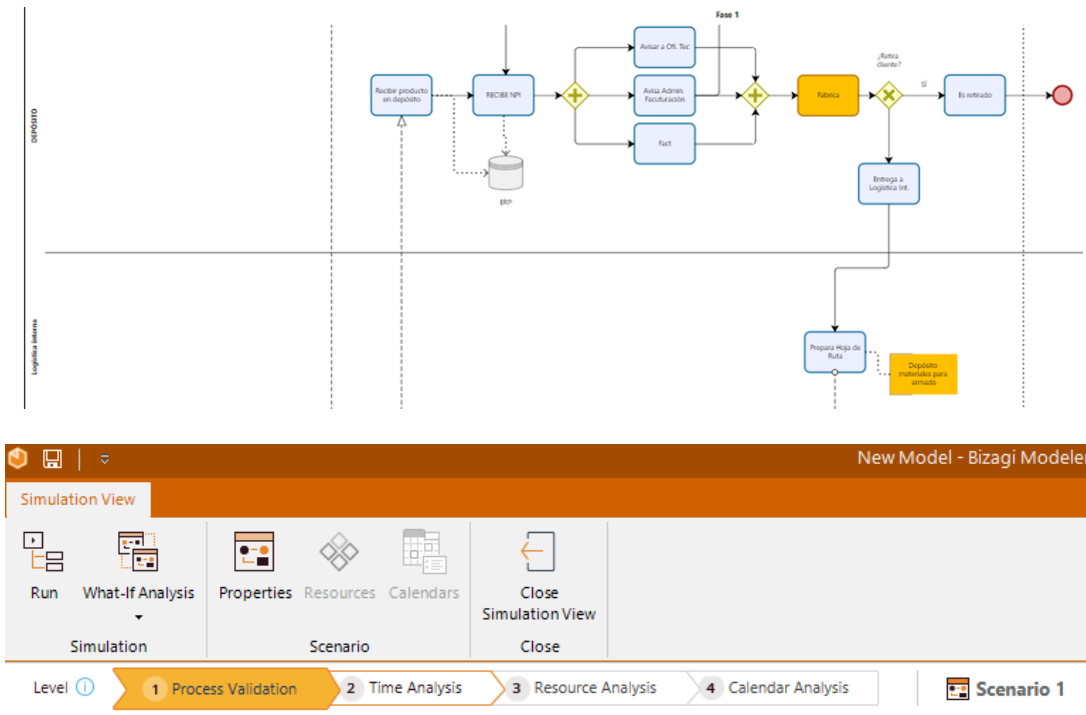 Fase 1
Avisar a Ofi. Tec
¿Retira
cliente?
Recibir producto
en depósito
RECIBE NPI
Avisa Admin.
Facuturación
Fabrica
SÍ
Es retirado
DEPÓSITO
Fact
Entrega a
Logística Int.
ERP
Logística interna
Prepara Hoja de
Ruta
Depósito
materiales para
armado
New Model - Bizagi Modeler
Simulation View
Run
What-If Analysis
Properties
Resources
Calendars
Close
Simulation View
Simulation
Scenario
Close
Level
1 Process Validation
2 Time Analysis
3 Resource Analysis
4 Calendar Analysis
Scenario 1